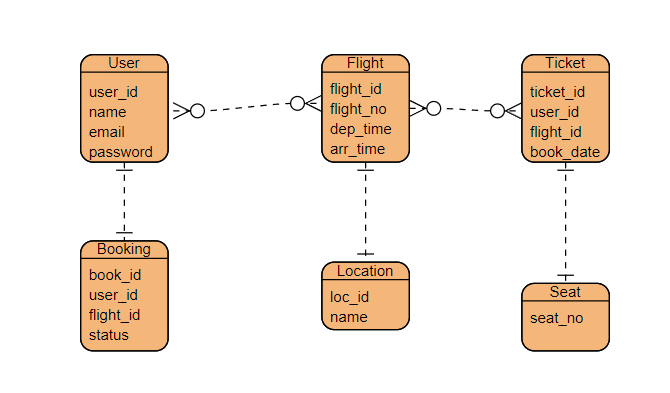 User
user_id
name
email
password
Flight
flight_id
flight_no
dep_time
arr_time
Ticket
ticket_id
user_id
flight_id
book_date
Booking
book_id
user_id
flight_id
status
Location
loc_id
name
Seat
seat_no